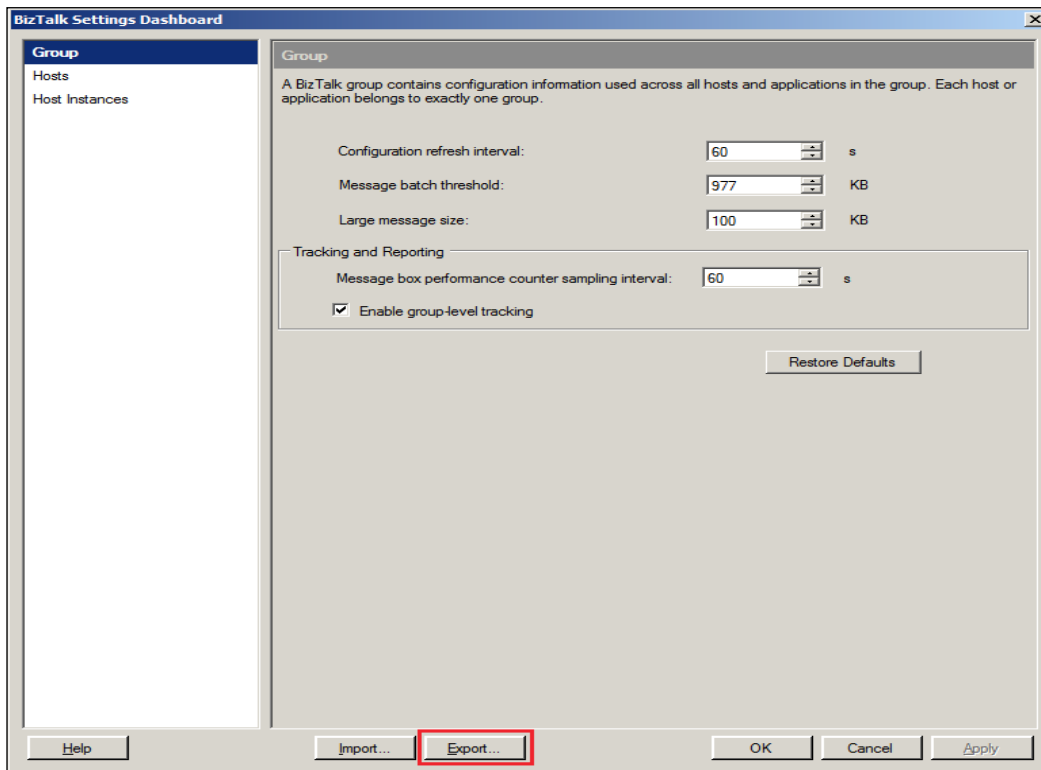 BizTalk Settings Dashboard
Group
Hosts
Host Instances
Group
A BizTalk group contains configuration information used across all hosts and applications in the group. Each host or
application belongs to exactly one group.
Configuration refresh interval: 60 s
Message batch threshold: 977 KB
Large message size: 100 KB
Tracking and Reporting
Message box performance counter sampling interval: 60 s
Enable group-level tracking
Restore Defaults
Help Import... Export... OK Cancel Apply